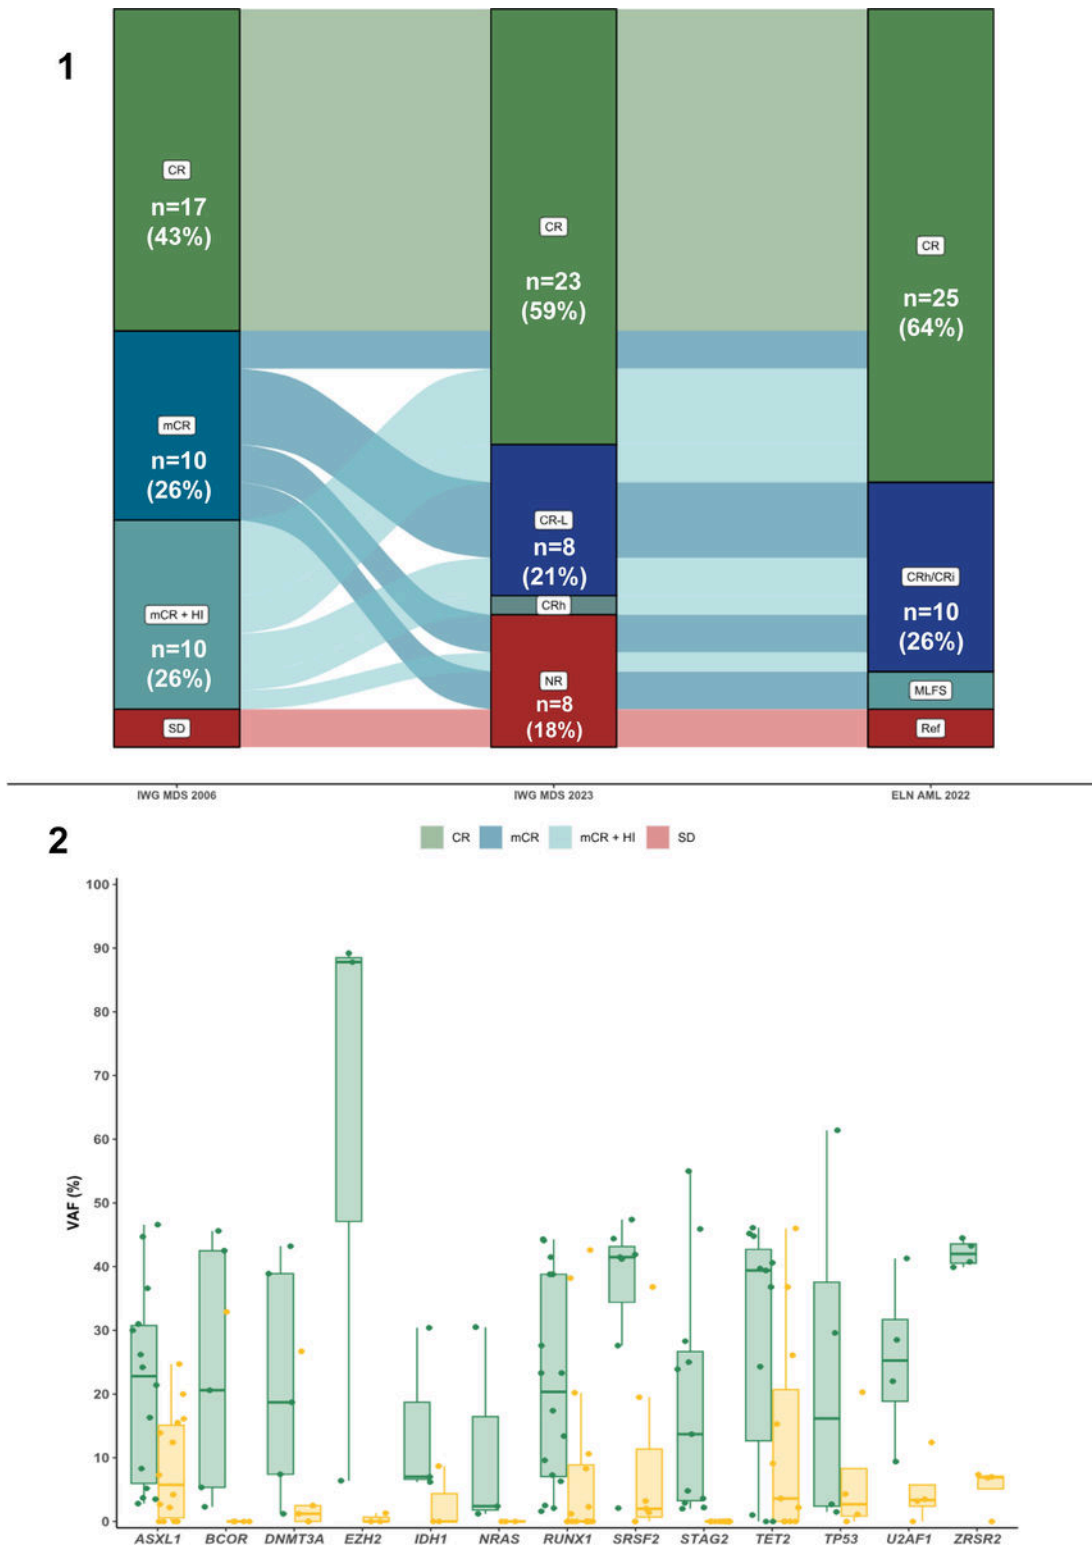 1
CR
n=17
(43%)
mCR
n=10
(26%)
mCR + HI
n=10
(26%)
SD
CR
n=23
(59%)
CR-L
n=8
(21%)
CRh
NR
n=8
(18%)
CR
n=25
(64%)
CRh/CRi
n=10
(26%)
MLFS
Ref
IWG MDS 2006 IWG MDS 2023 ELN AML 2022
CR mCR mCR + HI SD
2
VAF (%)
100
90
80
70
60
50
40
30
20
10
0
ASXL1 BCOR DNMT3A EZH2 IDH1 NRAS RUNX1 SRSF2 STAG2 TET2 TP53 U2AF1 ZRSR2